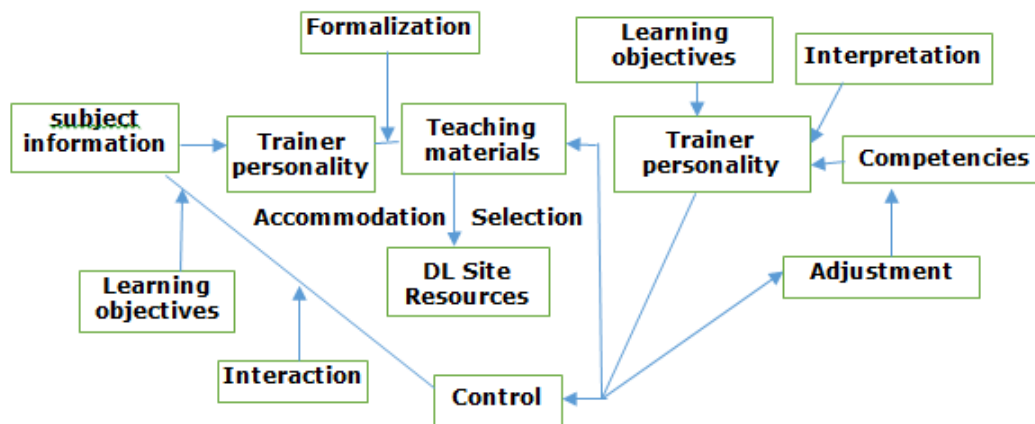 Formalization
Learning
objectives
Interpretation
subject
information
Trainer
personality
Teaching
materials
Trainer
personality
Competencies
Accommodation
Selection
Learning
objectives
DL Site
Resources
Adjustment
Interaction
Control